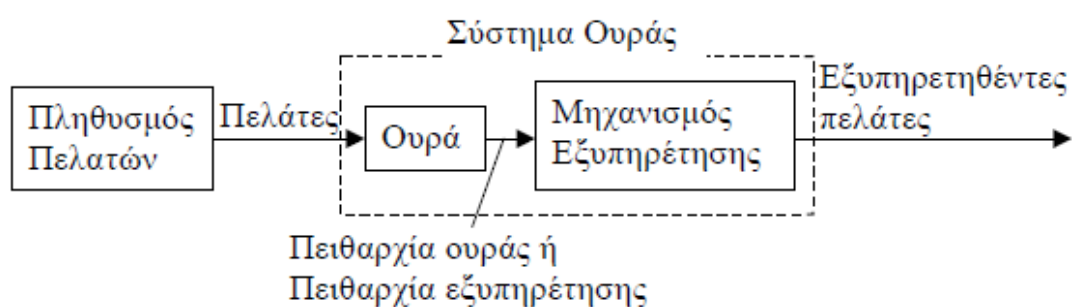 Σύστημα Ουράς
Πληθυσμός
Πελατών
Πελάτες
Ουρά
Μηχανισμός
Εξυπηρέτησης
Εξυπηρετηθέντες
πελάτες
Πειθαρχία ουράς ή
Πειθαρχία εξυπηρέτησης